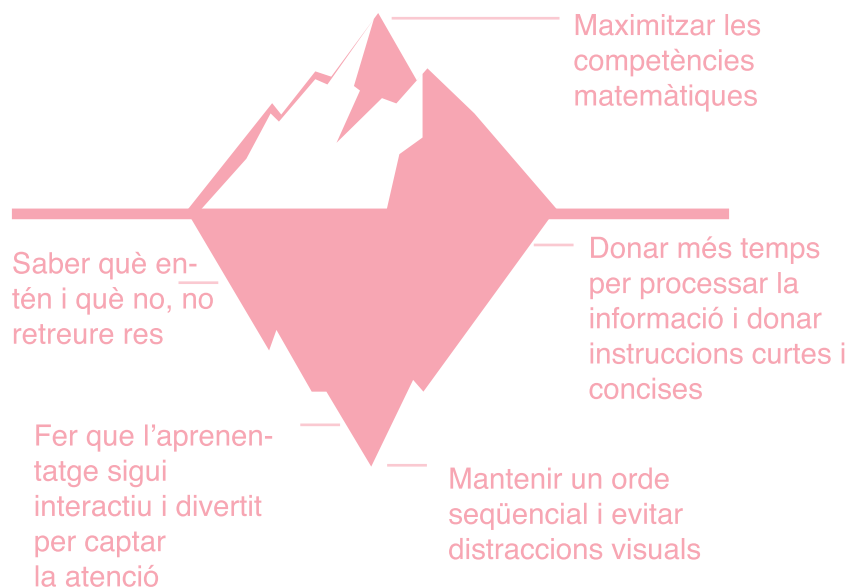 Maximitzar les
competències
matemàtiques
Saber què en-
tén i què no, no
retreure res
Donar més temps
per processar la
informació i donar
instruccions curtes i
concises
Fer que l’aprenen-
tatge sigui
interactiu i divertit
per captar
la atenció
Mantenir un orde
seqüencial i evitar
distraccions visuals